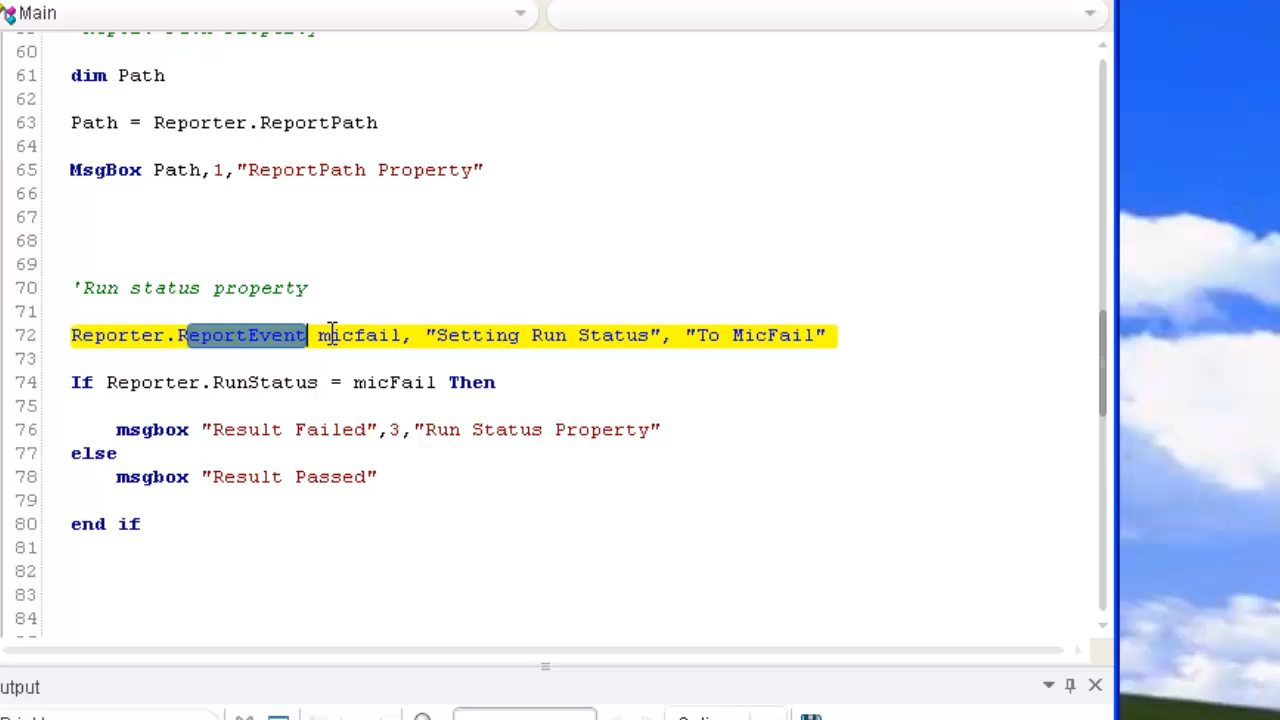 Main
60
61 dim Path
62
63 Path = Reporter.ReportPath
64
65 MsgBox Path,1,"ReportPath Property"
66
67
68
69
70 'Run status property
71
72 Reporter.ReportEvent micfail, "Setting Run Status", "To MicFail"
73
74 If Reporter.RunStatus = micFail Then
75
76 msgbox "Result Failed",3,"Run Status Property"
77 else
78 msgbox "Result Passed"
79
80 end if
81
82
83
84
utput